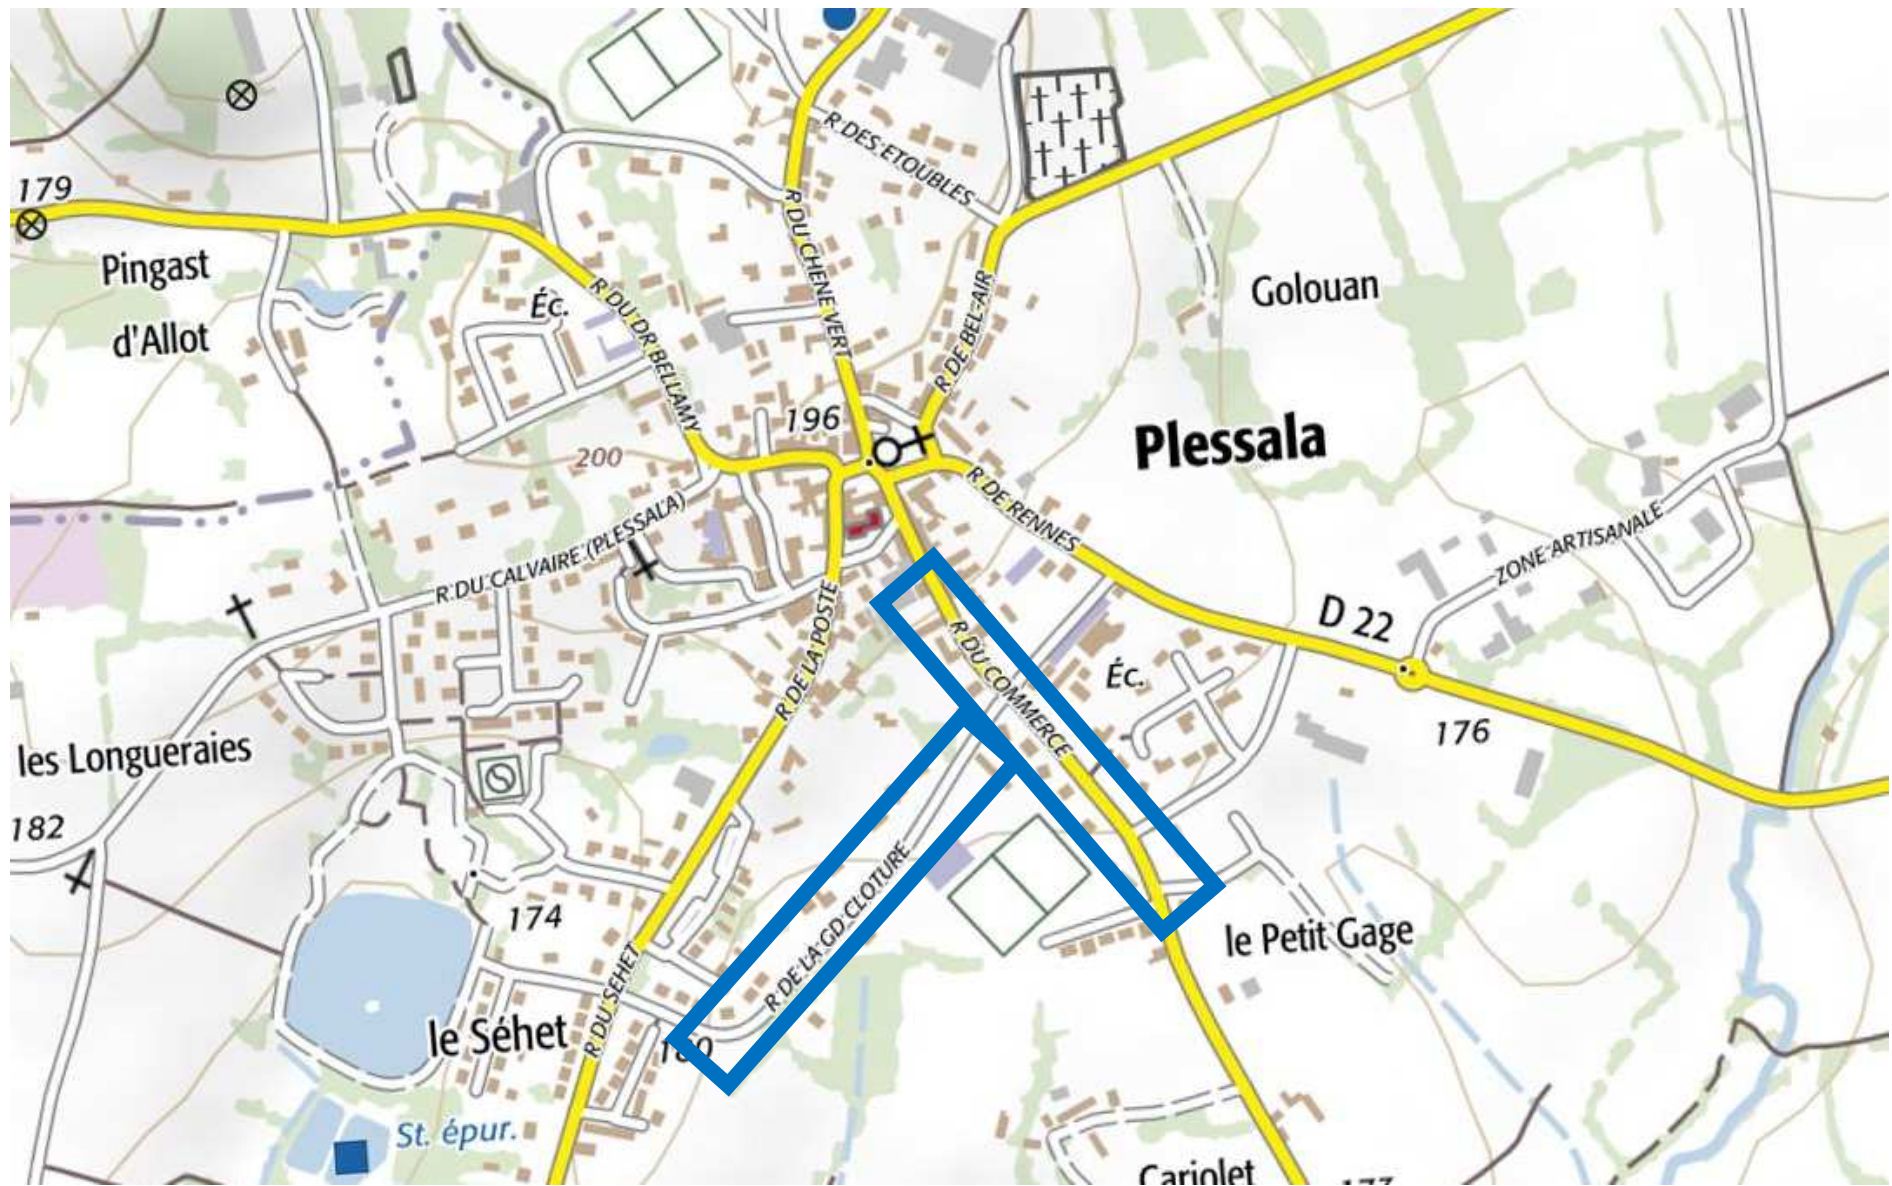 R DES ETOUBLES
179
R DU CHENE VERT
Pingast
d'Allot
Golouan
Éc.
R DU DR BELLAMY
R DE BEL-AIR
196
Plessala
200
R DE RENNES
R DU CALVAIRE (PLESSALA)
ZONE ARTISANALE
D 22
R DE LA POSTE
R DU COMMERCE
Éc.
176
les Longueraies
182
R DE LA GD CLOTURE
174
le Petit Gage
R DU SEHET
le Séhet
180
St. épur.
Cariolet